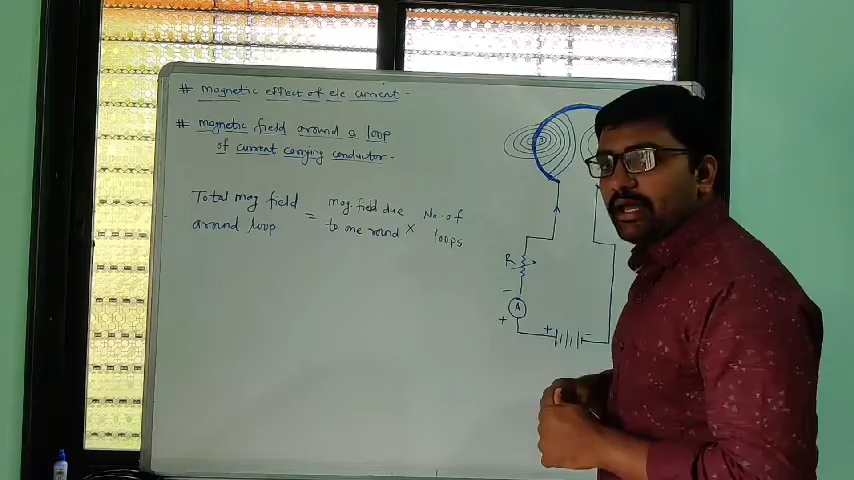 # magnetic effect of ele current -
# magnetic field around a loop
of current carrying conductor -
Total mag field = mag. field due × No. of
around loop to one round loops
R
-
A
+
+ -